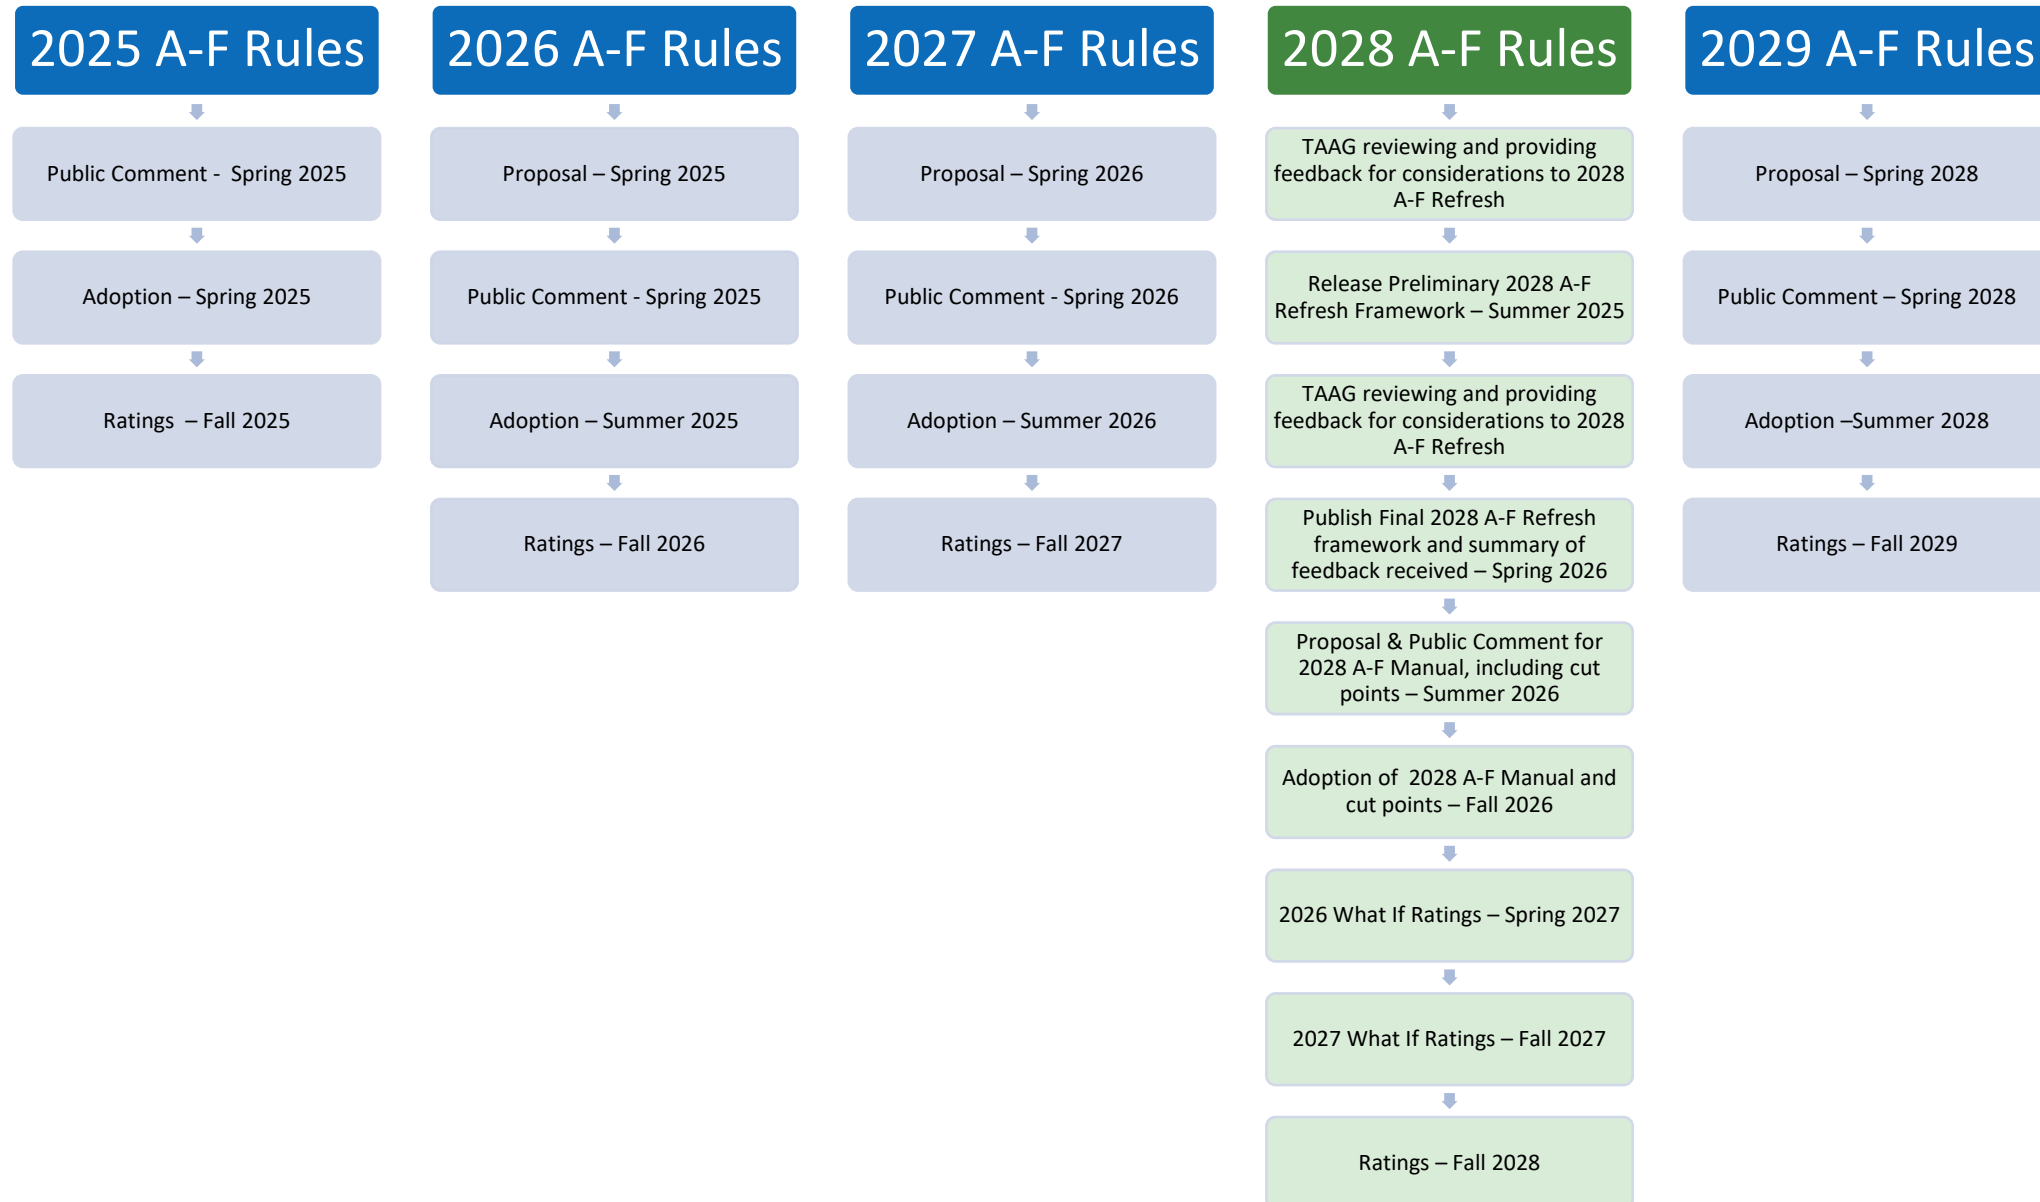 2025 A-F Rules
Public Comment -  Spring 2025
Adoption – Spring 2025
Ratings  – Fall 2025
2026 A-F Rules
Proposal – Spring 2025
Public Comment - Spring 2025
Adoption – Summer 2025
Ratings – Fall 2026
2027 A-F Rules
Proposal – Spring 2026
Public Comment - Spring 2026
Adoption – Summer 2026
Ratings – Fall 2027
2028 A-F Rules
TAAG reviewing and providing
feedback for considerations to 2028
A-F Refresh
Release Preliminary 2028 A-F
Refresh Framework – Summer 2025
TAAG reviewing and providing
feedback for considerations to 2028
A-F Refresh
Publish Final 2028 A-F Refresh
framework and summary of
feedback received – Spring 2026
Proposal & Public Comment for
2028 A-F Manual, including cut
points – Summer 2026
Adoption of  2028 A-F Manual and
cut points – Fall 2026
2026 What If Ratings – Spring 2027
2027 What If Ratings – Fall 2027
Ratings – Fall 2028
2029 A-F Rules
Proposal – Spring 2028
Public Comment – Spring 2028
Adoption –Summer 2028
Ratings – Fall 2029